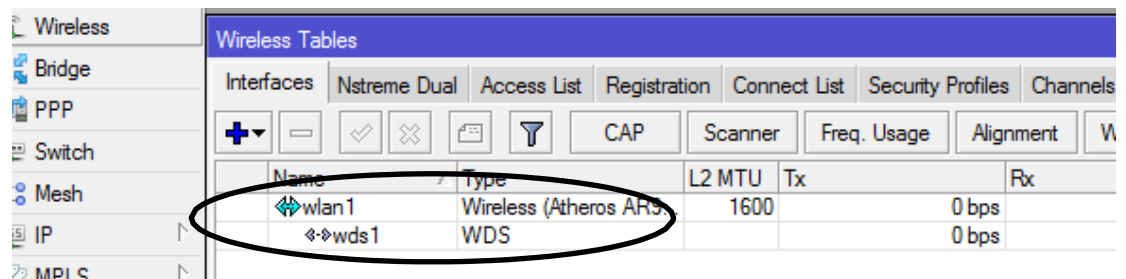 Wireless
Bridge
PPP
Switch
Mesh
IP
MPLS
Wireless Tables
Interfaces Nstreme Dual Access List Registration Connect List Security Profiles Channels
CAP Scanner Freq. Usage Alignment W
Name Type L2 MTU Tx Rx
wlan1 Wireless (Atheros AR9... 1600 0 bps
wds1 WDS 0 bps